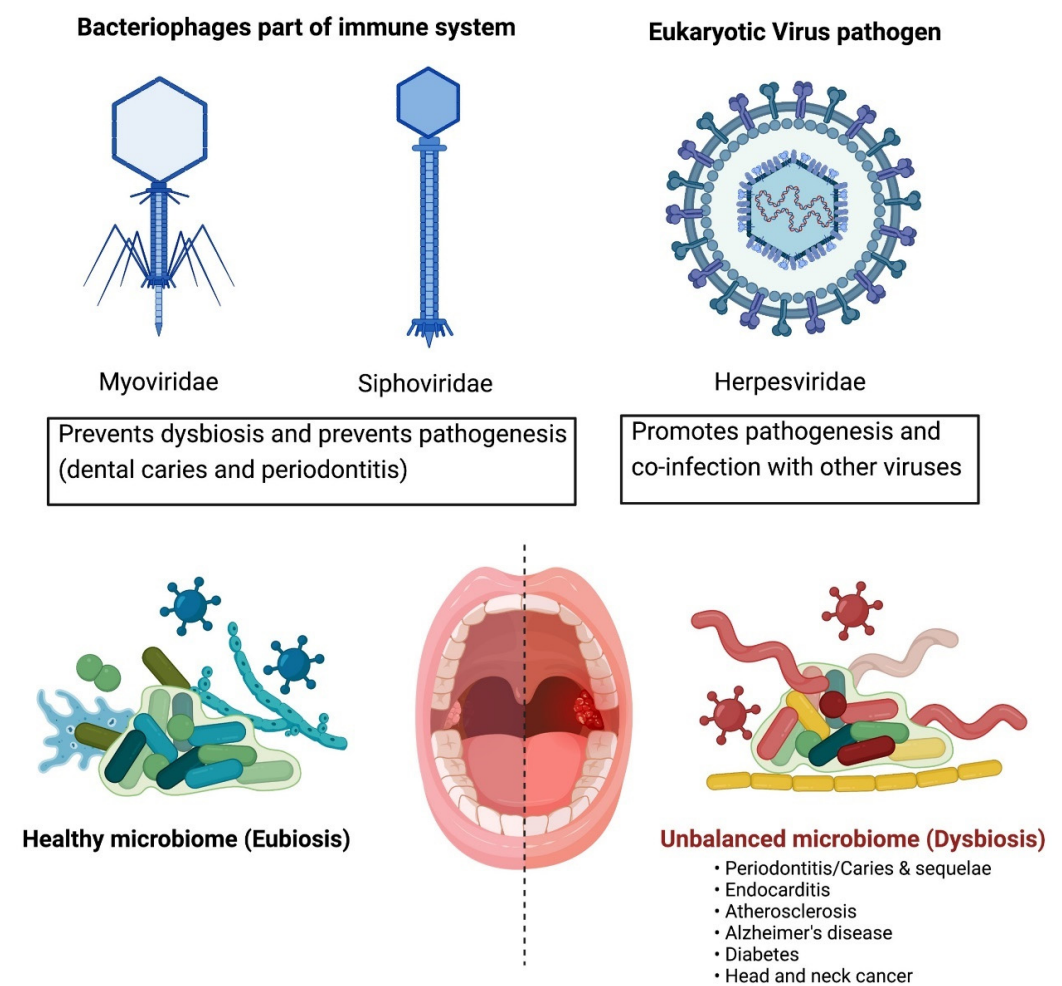 Bacteriophages part of immune system
Eukaryotic Virus pathogen
Myoviridae
Siphoviridae
Herpesviridae
Prevents dysbiosis and prevents pathogenesis
(dental caries and periodontitis)
Promotes pathogenesis and
co-infection with other viruses
Healthy microbiome (Eubiosis)
Unbalanced microbiome (Dysbiosis)
• Periodontitis/Caries & sequelae
• Endocarditis
• Atherosclerosis
• Alzheimer's disease
• Diabetes
• Head and neck cancer